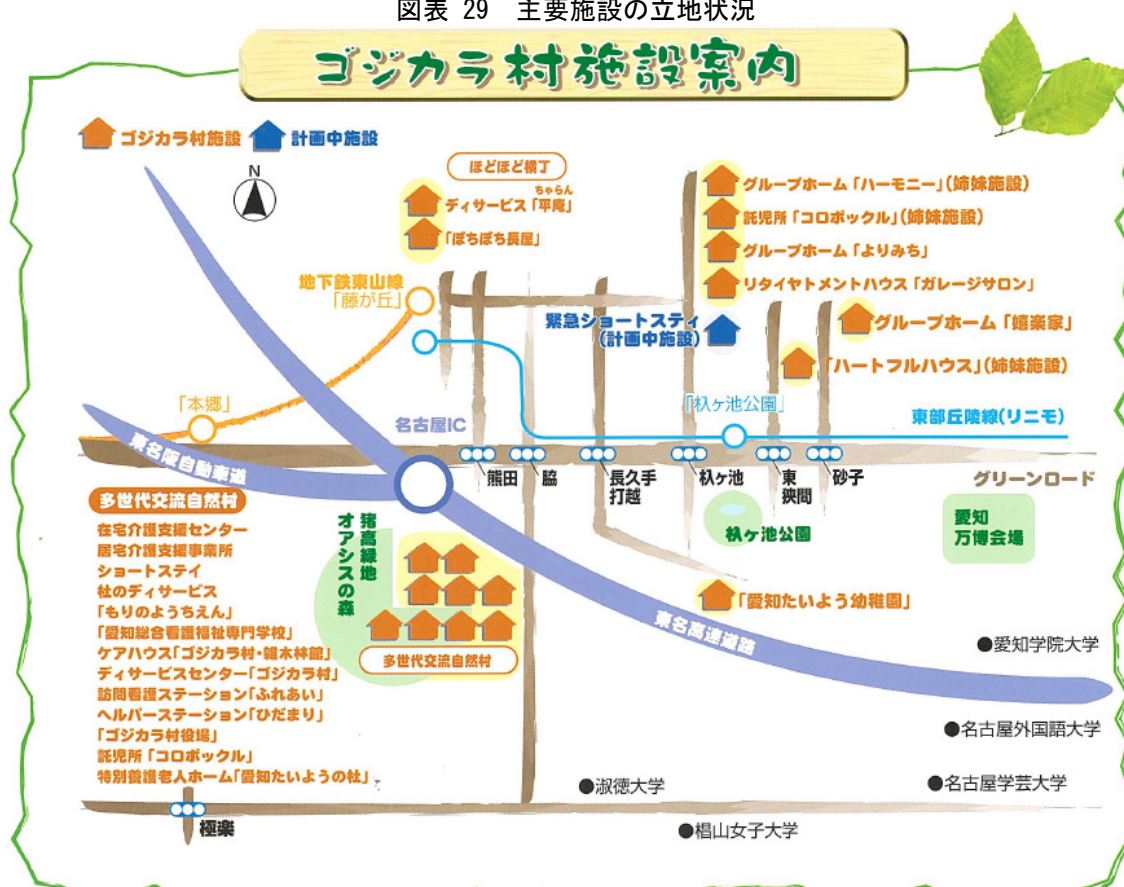 図表 29　主要施設の立地状況
ゴジカラ村施設案内
ゴジカラ村施設
計画中施設
N
ほどほど横丁
ちゃらん
ディサービス「平庵」
「ぼちぼち長屋」
グループホーム「ハーモニー」(姉妹施設)
託児所「コロボックル」(姉妹施設)
グループホーム「よりみち」
リタイヤトメントハウス「ガレージサロン」
地下鉄東山線
「藤が丘」
緊急ショートスティ
(計画中施設)
グループホーム「嬉楽家」
「ハートフルハウス」(姉妹施設)
「本郷」
名古屋IC
「杁ヶ池公園」
東部丘陵線(リニモ)
東名阪自動車道
熊田
脇
長久手
打越
杁ヶ池
東
狭間
砂子
グリーンロード
多世代交流自然村
在宅介護支援センター
居宅介護支援事業所
ショートステイ
杜のディサービス
「もりのようちえん」
「愛知総合看護福祉専門学校」
ケアハウス「ゴジカラ村・雑木林館」
ディサービスセンター「ゴジカラ村」
訪問看護ステーション「ふれあい」
ヘルパーステーション「ひだまり」
「ゴジカラ村役場」
託児所「コロボックル」
特別養護老人ホーム「愛知たいようの杜」
猪高緑地
オアシスの森
多世代交流自然村
杁ヶ池公園
愛知
万博会場
「愛知たいよう幼稚園」
東名高速道路
●愛知学院大学
●名古屋外国語大学
●淑徳大学
●名古屋学芸大学
極楽
●椙山女子大学